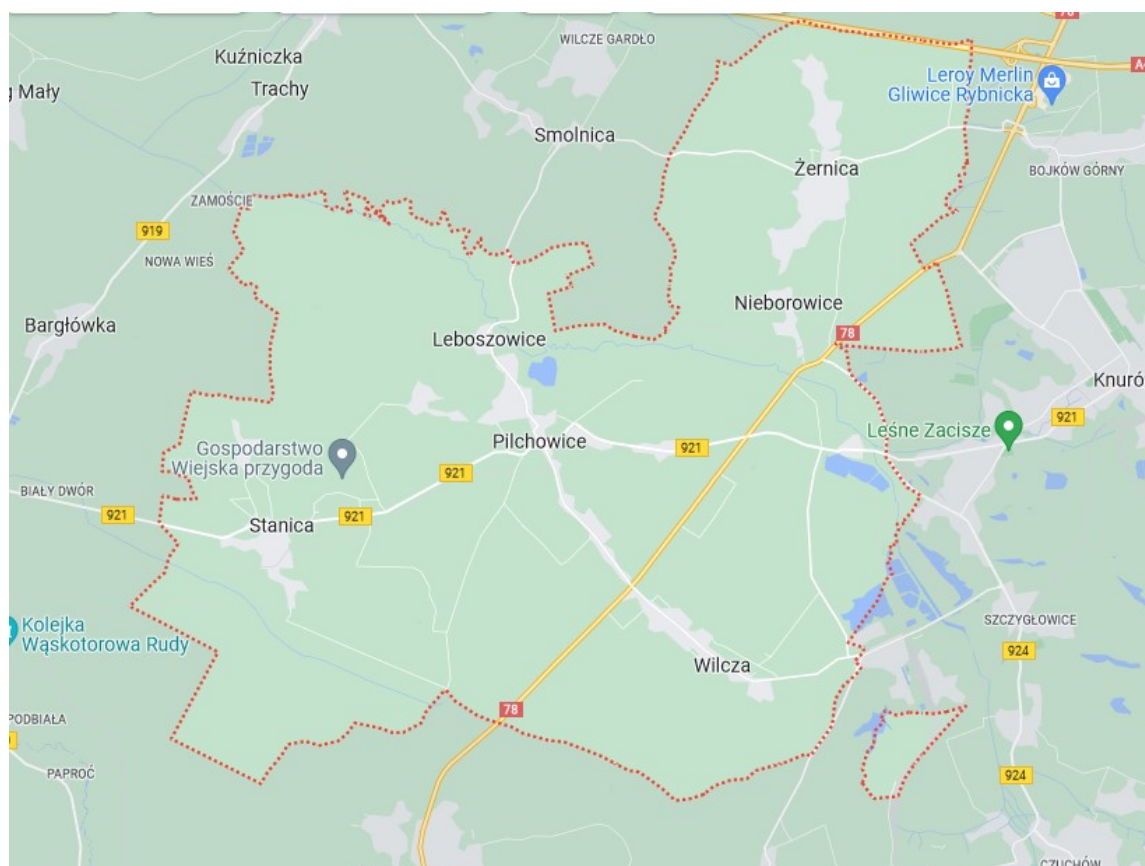 78
WILCZE GARDŁO
Kuźniczka
Trachy
Leroy Merlin
Gliwice Rybnicka
Mały
Smolnica
Żernica
BOJKÓW GÓRNY
ZAMOŚCIE
919
NOWA WIEŚ
Nieborowice
Bargłówka
Leboszowice
78
Knuró
921
Leśne Zacisze
Gospodarstwo
Wiejska przygoda
Pilchowice
921
921
BIAŁY DWÓR
921
Stanica
921
Kolejka
Wąskotorowa Rudy
SZCZYGŁOWICE
924
Wilcza
78
PODBIAŁA
PAPROĆ
924
CZUCHÓW